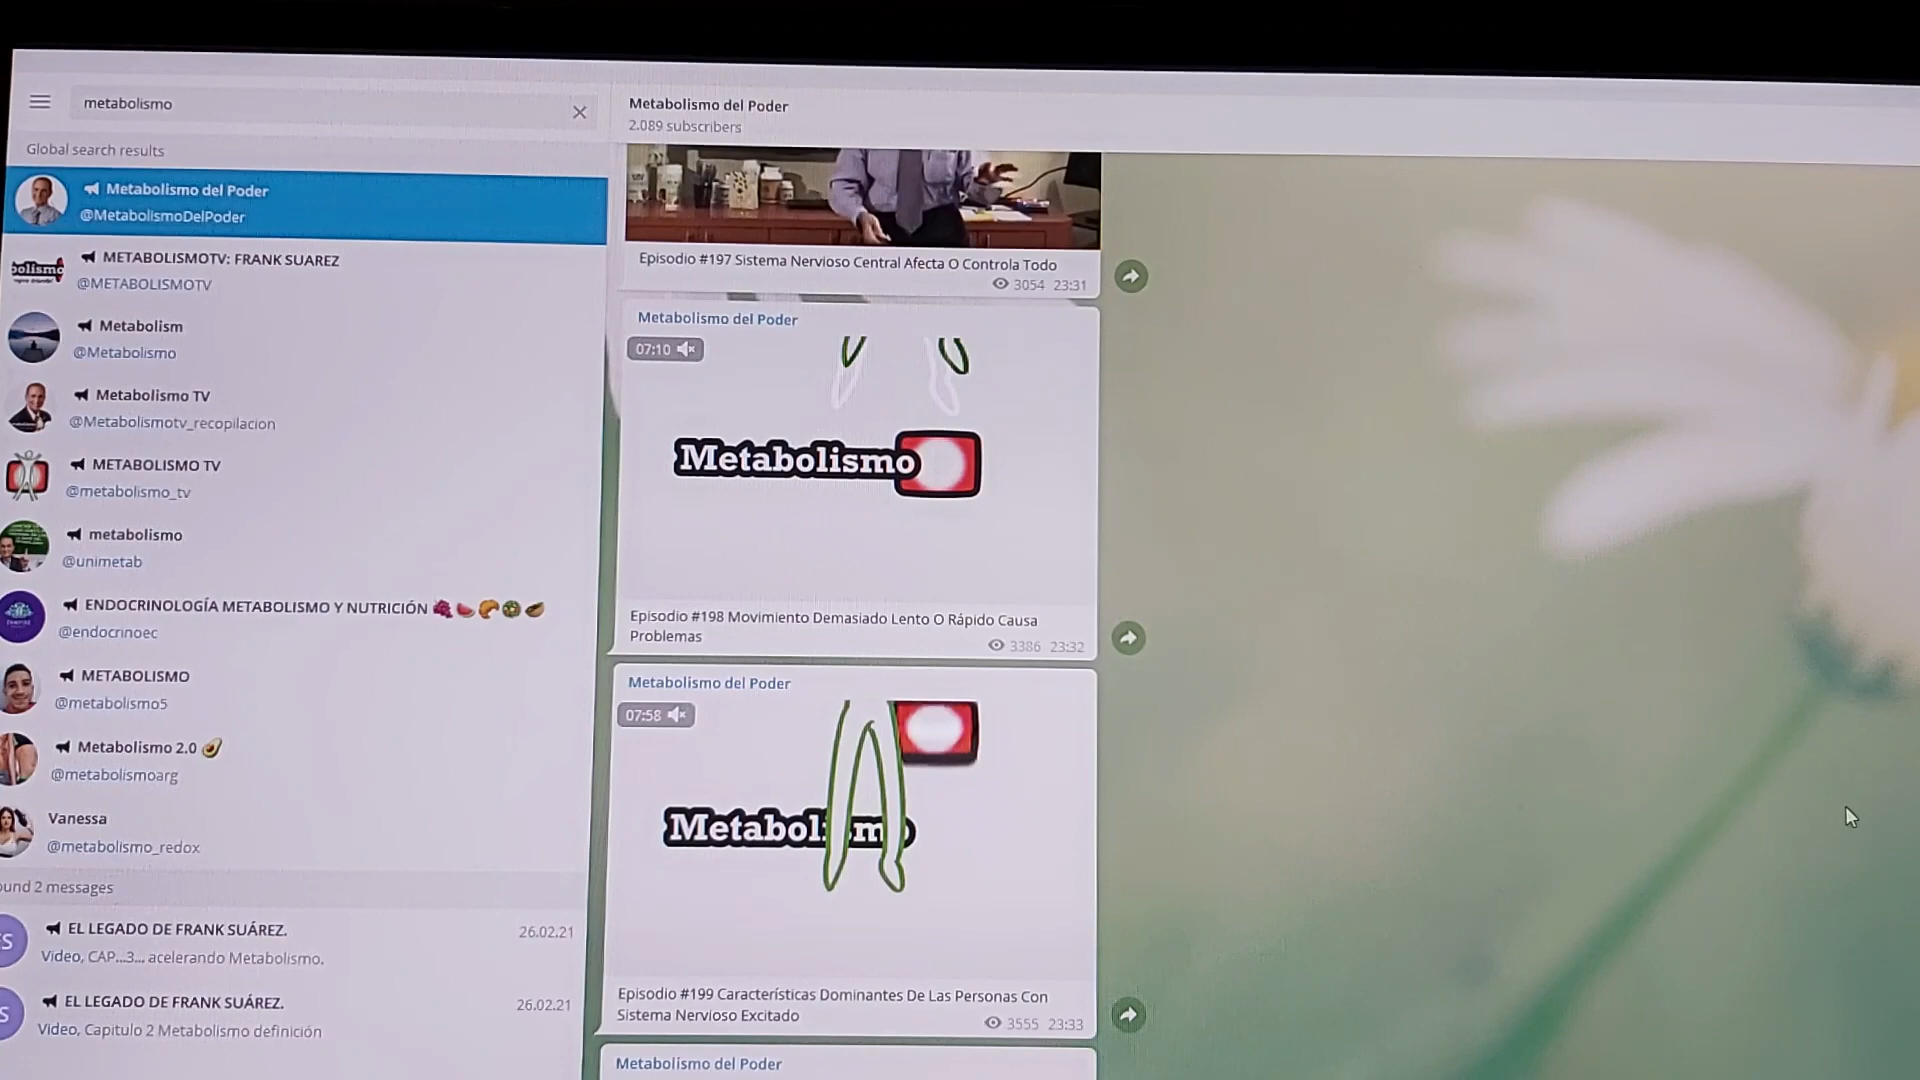 metabolismo
Global search results
Metabolismo del Poder
@MetabolismoDelPoder
METABOLISMOTV: FRANK SUAREZ
@METABOLISMOTV
bolismo
Metabolism
@Metabolismo
Metabolismo TV
@Metabolismotv_recopilacion
METABOLISMO TV
@metabolismo_tv
metabolismo
@unimetab
ENDOCRINOLOGÍA METABOLISMO Y NUTRICIÓN 🍇🍉🥐🥝🥭
@endocrinoec
METABOLISMO
@metabolismo5
Metabolismo 2.0 🥑
@metabolismoarg
Vanessa
@metabolismo_redox
ound 2 messages
S
EL LEGADO DE FRANK SUÁREZ.
26.02.21
Video, CAP...3... acelerando Metabolismo.
S
EL LEGADO DE FRANK SUÁREZ.
26.02.21
Video, Capitulo 2 Metabolismo definición
Metabolismo del Poder
2.089 subscribers
Episodio #197 Sistema Nervioso Central Afecta O Controla Todo
3054 23:31
Metabolismo del Poder
07:10
Metabolismo
Episodio #198 Movimiento Demasiado Lento O Rápido Causa
Problemas
3386 23:32
Metabolismo del Poder
07:58
Metabolismo
Episodio #199 Características Dominantes De Las Personas Con
Sistema Nervioso Excitado
3555 23:33
Metabolismo del Poder